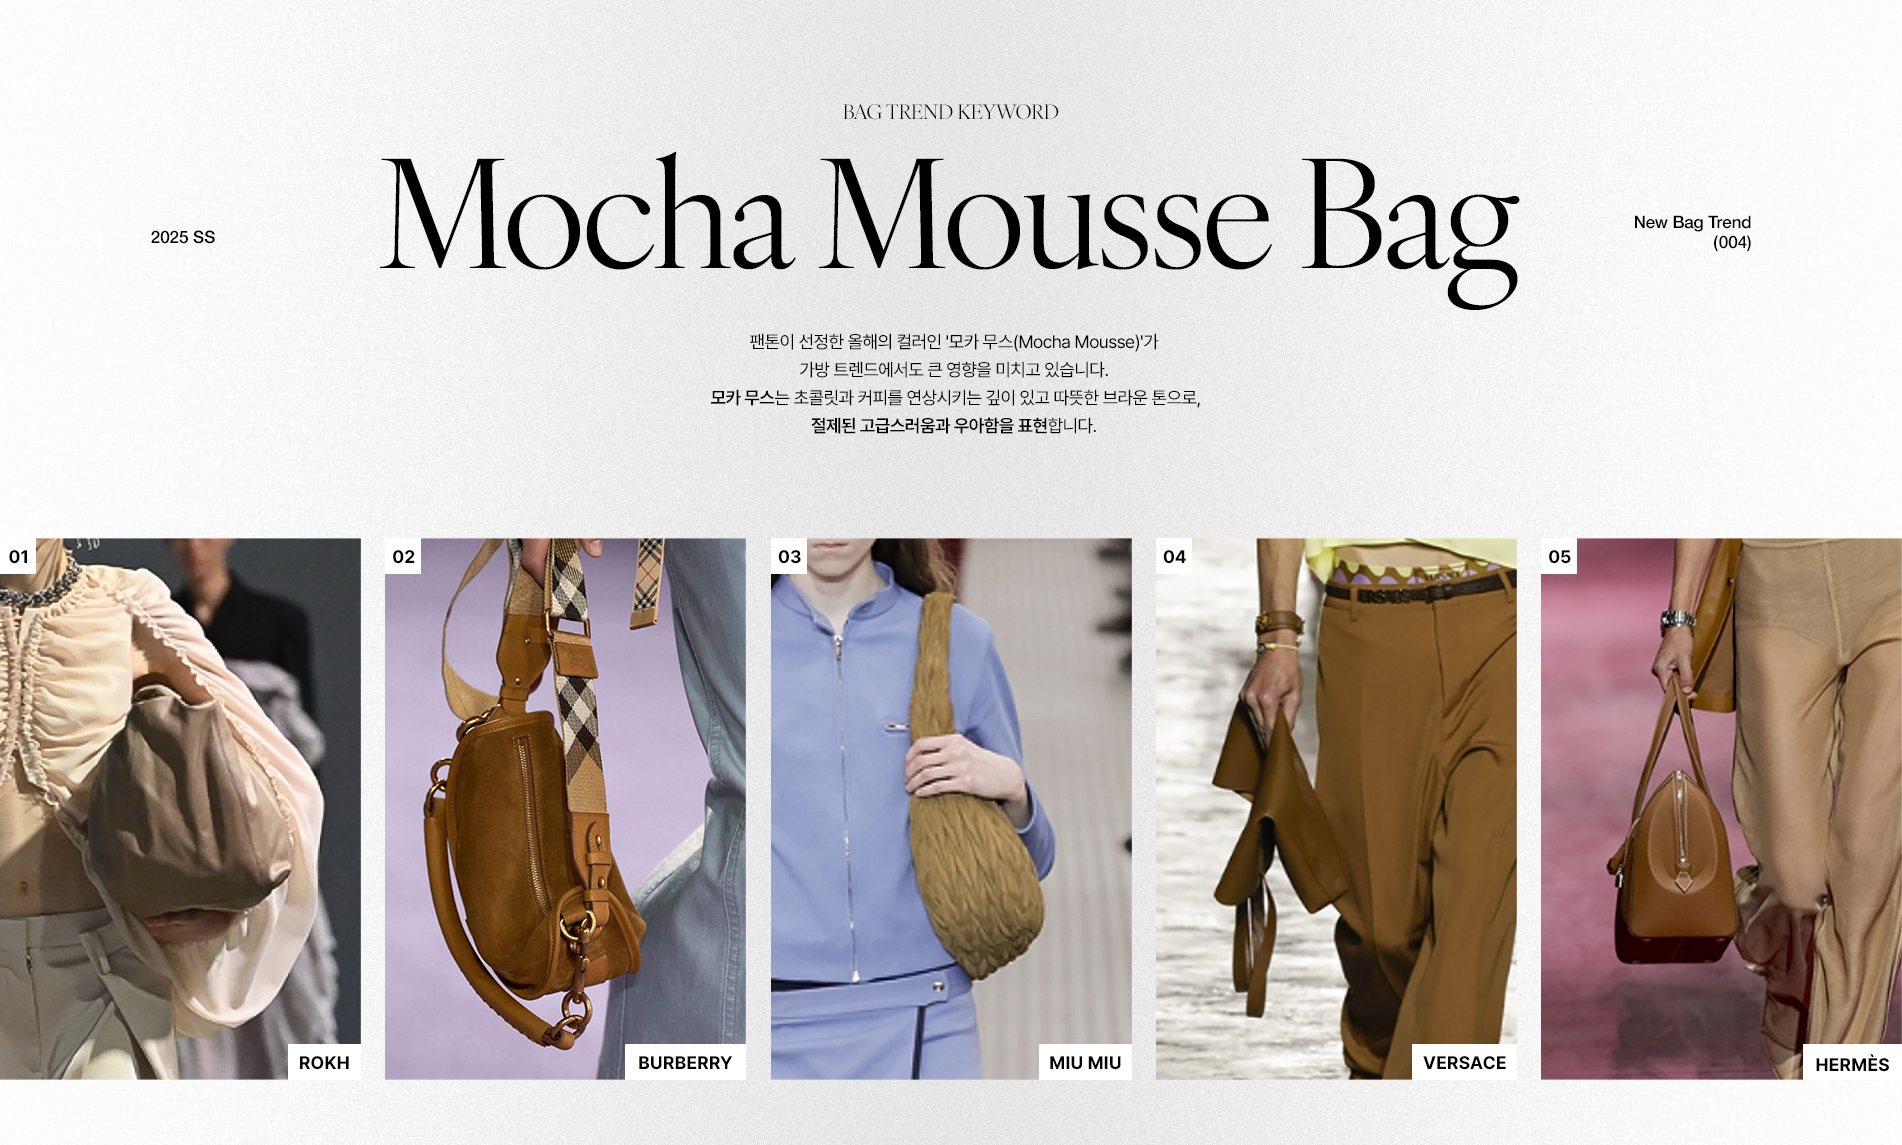 BAG TREND KEYWORD
Mocha Mousse Bag
2025 SS
New Bag Trend
(004)
팬톤이 선정한 올해의 컬러인 '모카 무스(Mocha Mousse)'가
가방 트렌드에서도 큰 영향을 미치고 있습니다.
모카 무스는 초콜릿과 커피를 연상시키는 깊이 있고 따뜻한 브라운 톤으로,
절제된 고급스러움과 우아함을 표현합니다.
01
02
03
04
05
ROKH
BURBERRY
MIU MIU
VERSACE
HERMÈS